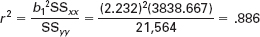 r² = b₁²SSₓₓ / SSᵧᵧ = (2.232)²(3838.667) / 21,564 = .886